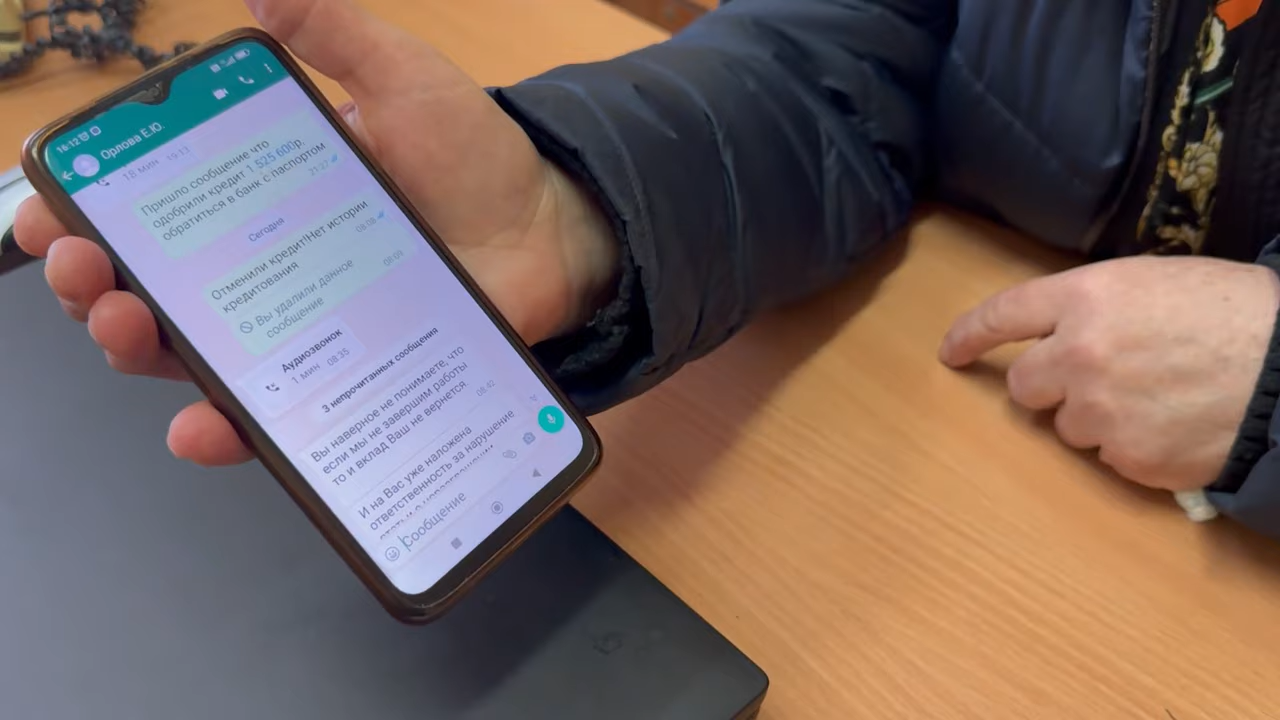 16:12
Орлова Е.Ю.
18 мин 19:13
Пришло сообщение что
одобрили кредит 1 525 600р.
обратиться в банк с паспортом
21:27
Сегодня
Отменили кредит!Нет истории
кредитования
08:08
Вы удалили данное
сообщение
08:09
Аудиозвонок
1 мин 08:35
3 непрочитанных сообщения
Вы наверное не понимаете, что
если мы не завершим работы
то и вклад Ваш не вернется
08:42
И на Вас уже наложена
ответственность за нарушение
Сообщение